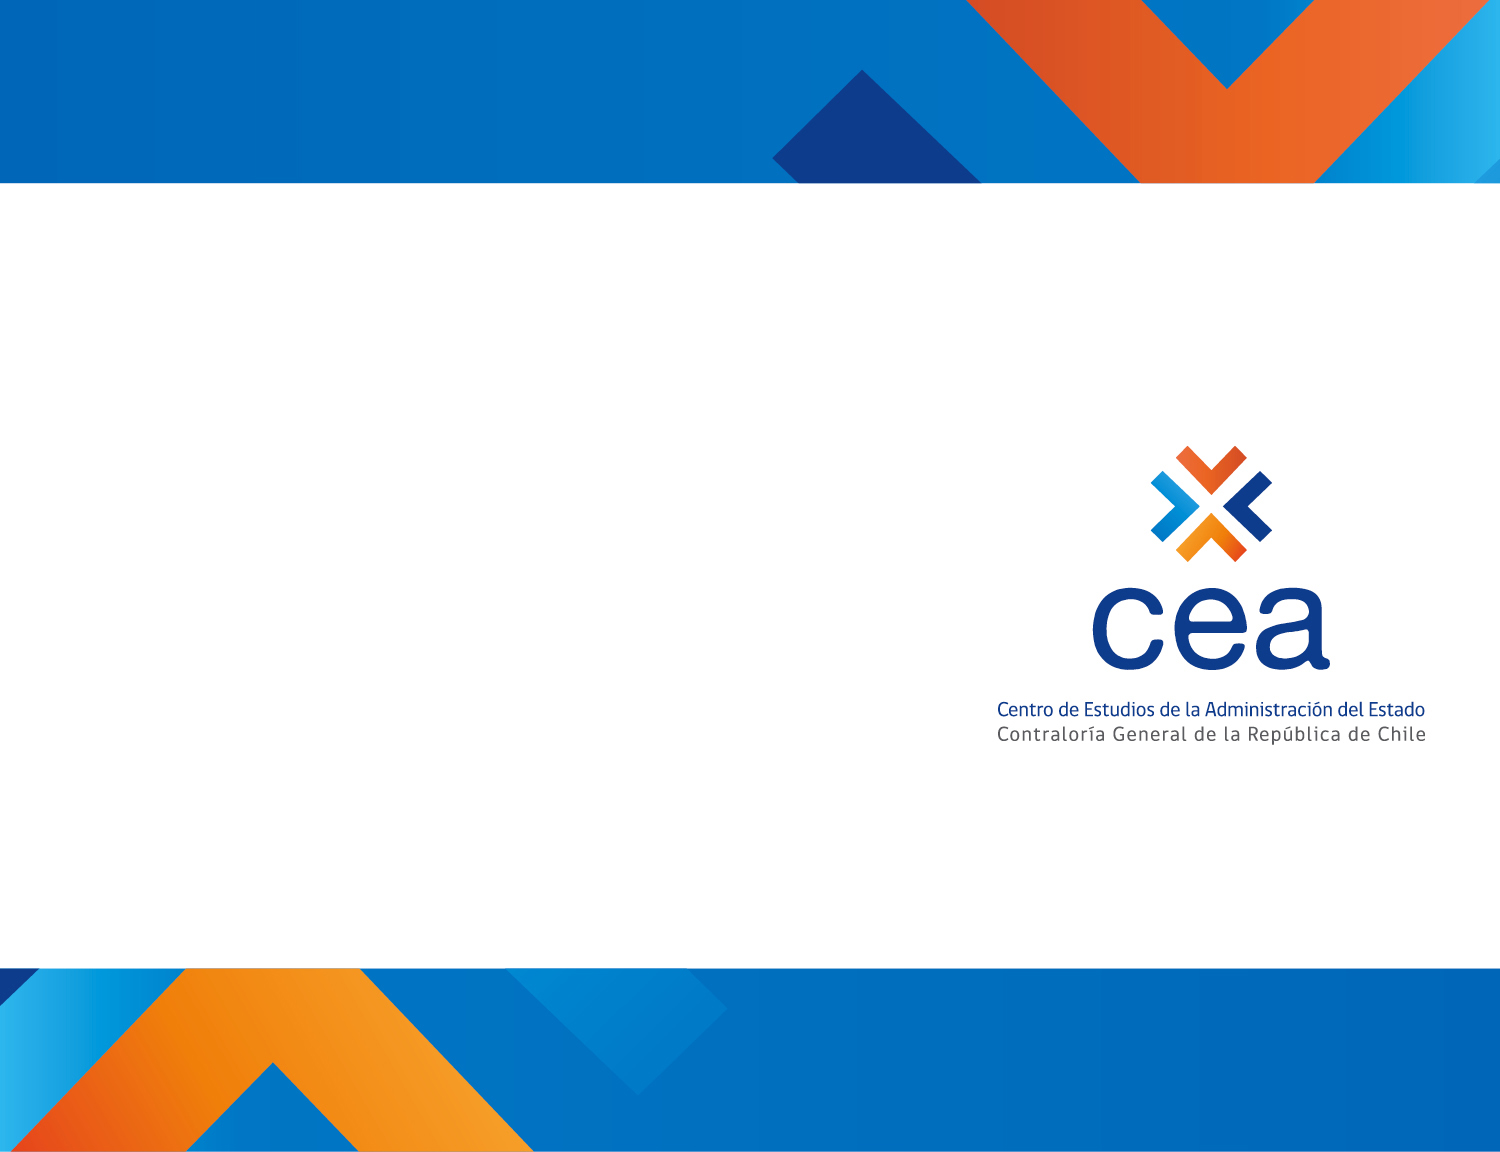 cea
Centro de Estudios de la Administración del Estado
Contraloría General de la República de Chile